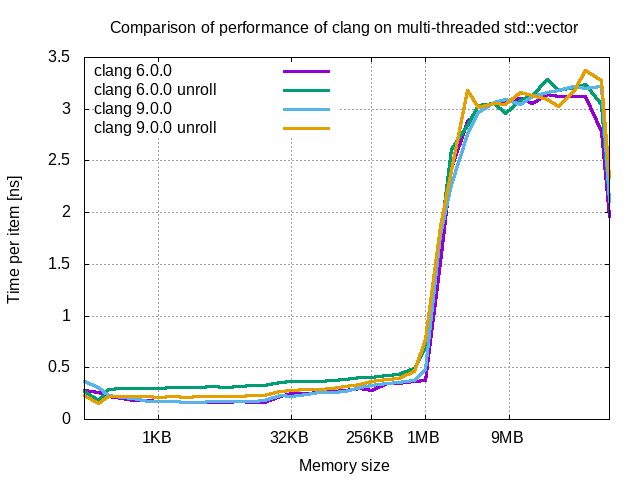 Comparison of performance of clang on multi-threaded std::vector
3.5
3
2.5
2
1.5
1
0.5
0
Time per item [ns]
clang 6.0.0
clang 6.0.0 unroll
clang 9.0.0
clang 9.0.0 unroll
1KB 32KB 256KB 1MB 9MB
Memory size